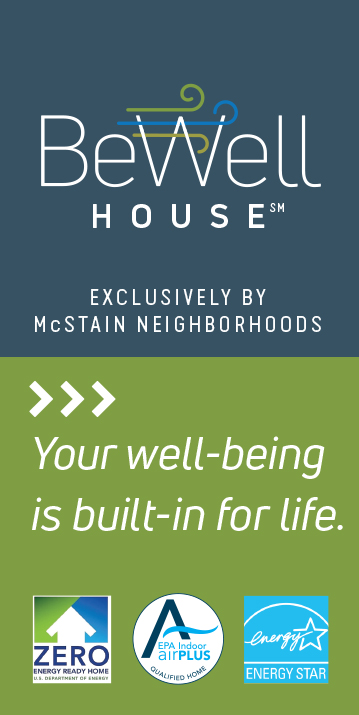 BeWell
HOUSE℠
EXCLUSIVELY BY
McSTAIN NEIGHBORHOODS
Your well-being
is built-in for life.
ZERO
ENERGY READY HOME
U.S. DEPARTMENT OF ENERGY
EPA Indoor
airPLUS
QUALIFIED HOME
energy
ENERGY STAR